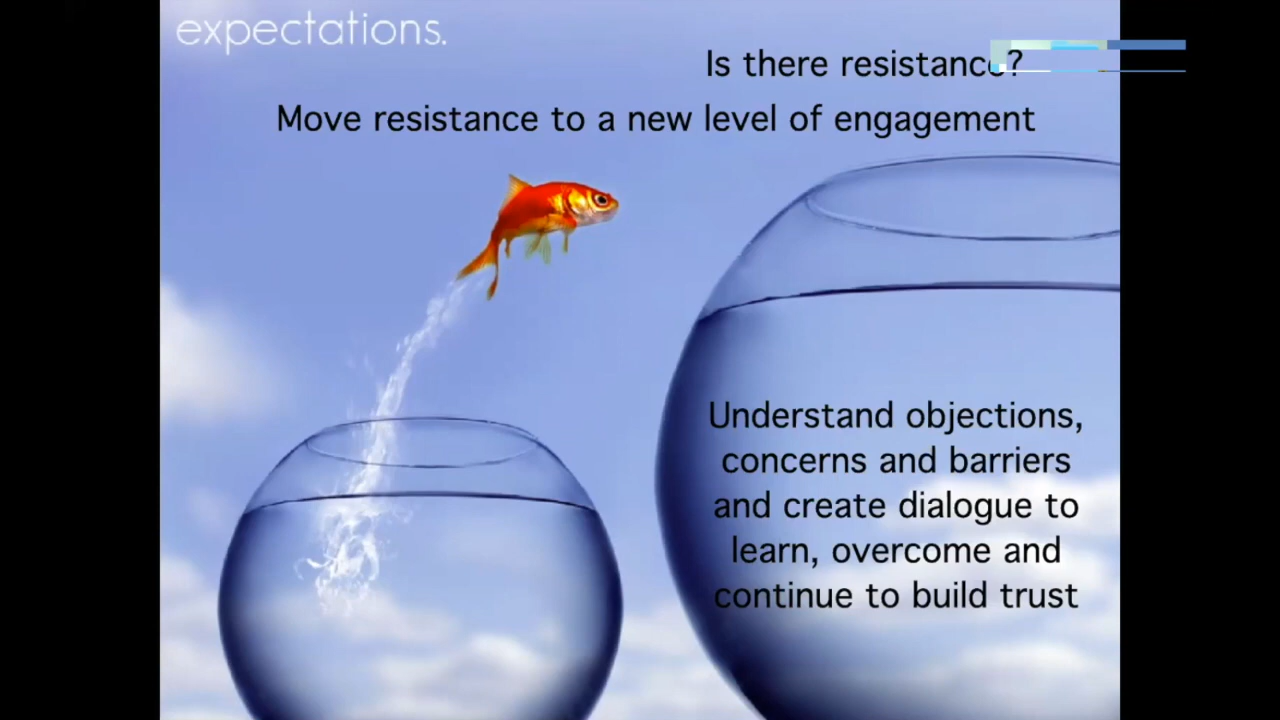 expectations.
Is there resistance?
Move resistance to a new level of engagement
Understand objections,
concerns and barriers
and create dialogue to
learn, overcome and
continue to build trust